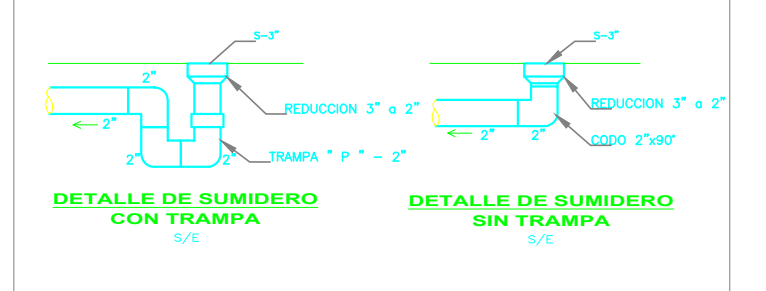 S-3"
2"
REDUCCION 3" a 2"
2"
2"
2"
TRAMPA " P " - 2"
DETALLE DE SUMIDERO
CON TRAMPA
S/E
S-3"
REDUCCION 3" a 2"
2"
2"
CODO 2"x90°
DETALLE DE SUMIDERO
SIN TRAMPA
S/E